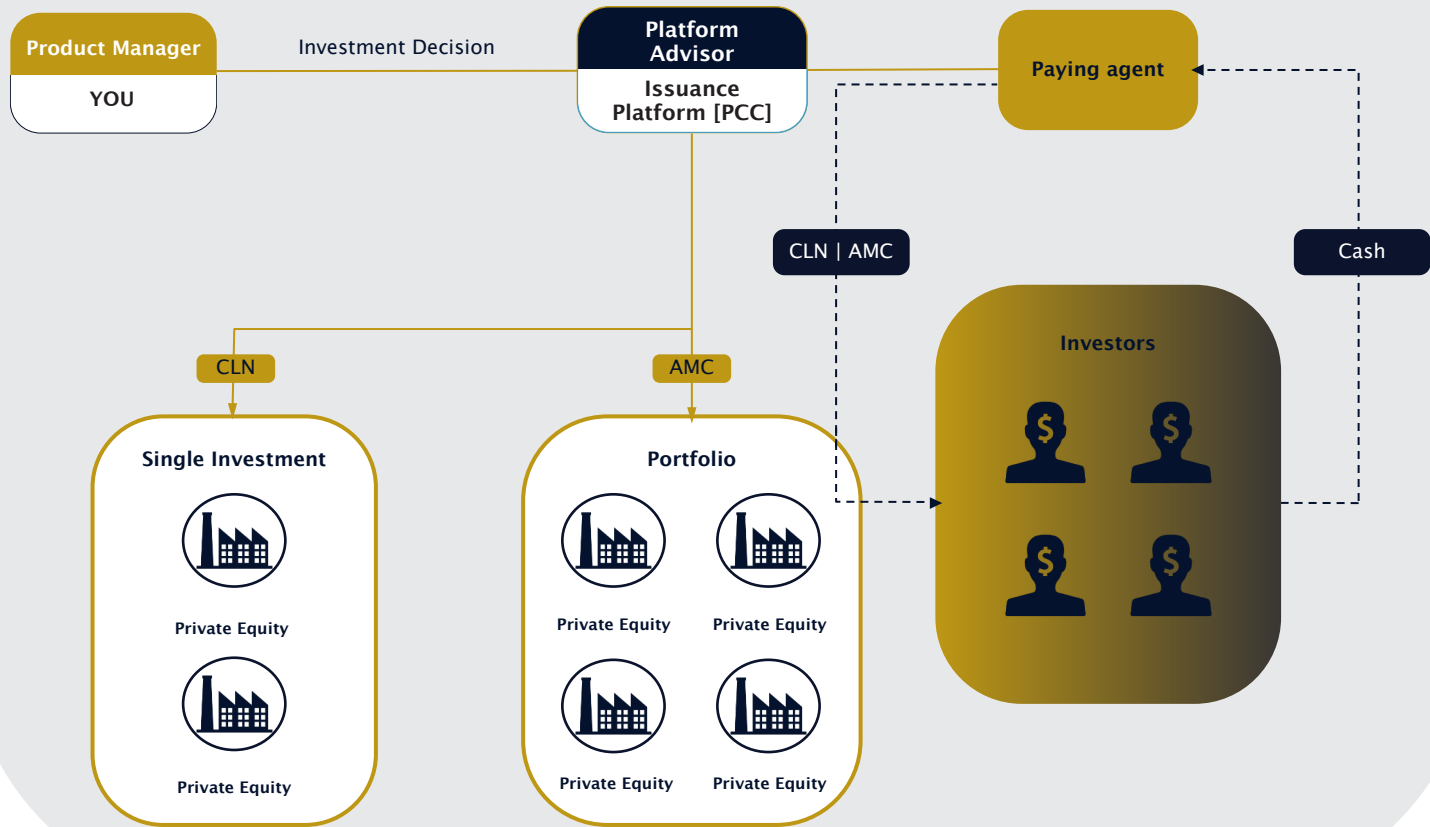 Product Manager
YOU
Investment Decision
Platform
Advisor
Issuance
Platform [PCC]
Paying agent
CLN | AMC
Cash
Investors
CLN
AMC
Single Investment
Private Equity
Private Equity
Portfolio
Private Equity
Private Equity
Private Equity
Private Equity
$
$
$
$